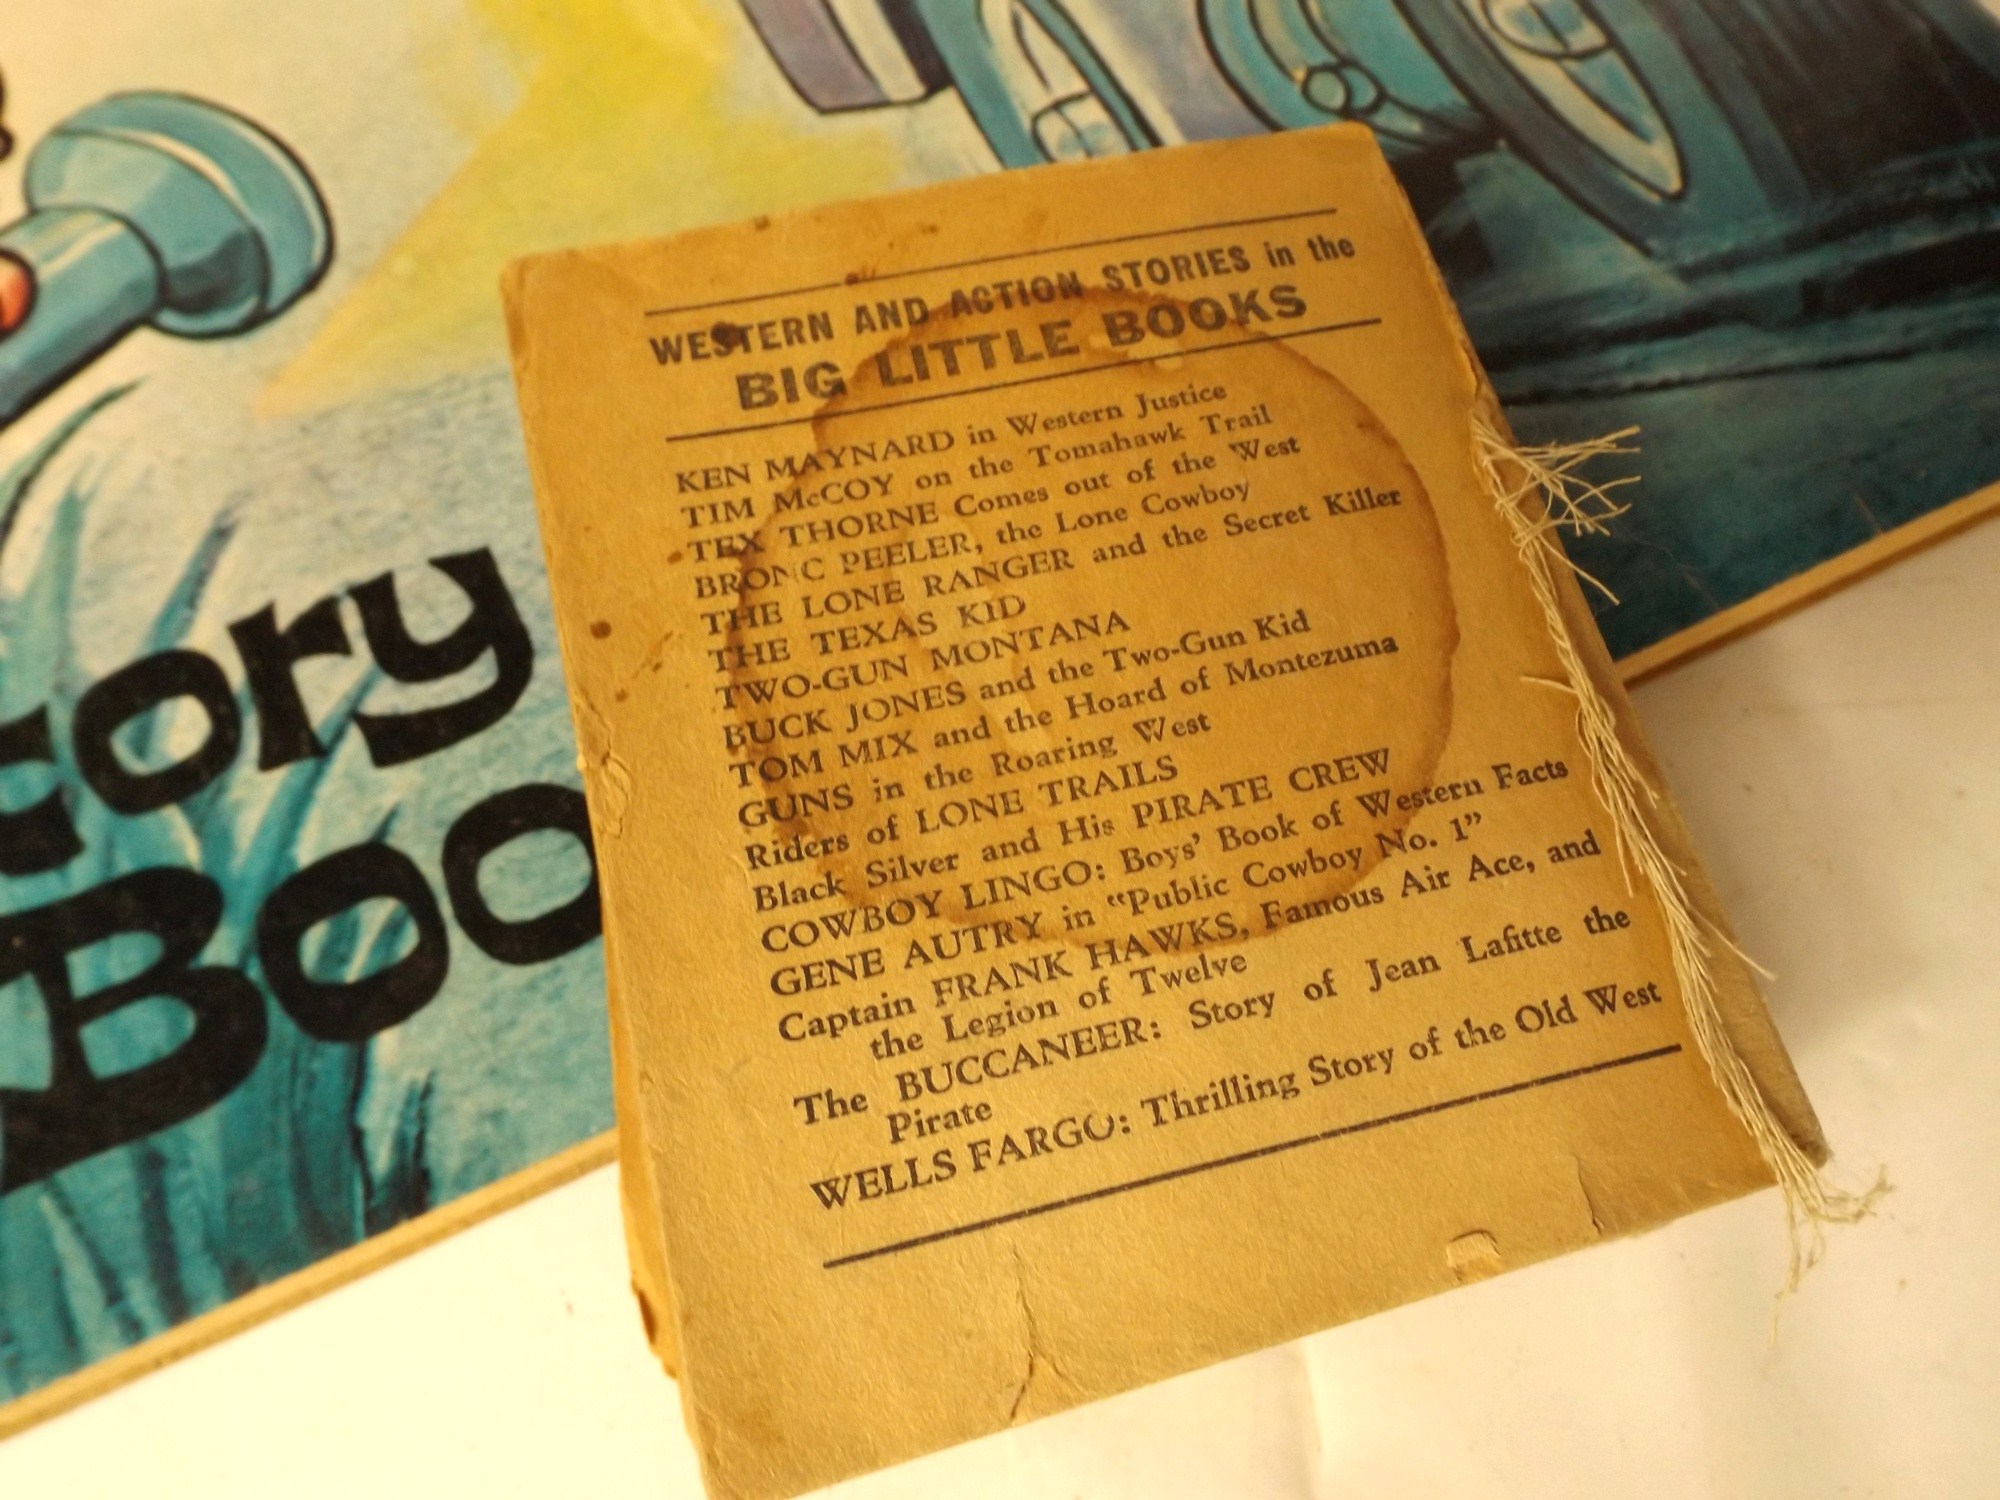 WESTERN AND ACTION STORIES in the
BIG LITTLE BOOKS
KEN MAYNARD in Western Justice
TIM McCOY on the Tomahawk Trail
TEX THORNE Comes out of the West
BRONC PEELER, the Lone Cowboy
THE LONE RANGER and the Secret Killer
THE TEXAS KID
TWO-GUN MONTANA
BUCK JONES and the Two-Gun Kid
TOM MIX and the Hoard of Montezuma
GUNS in the Roaring West
Riders of LONE TRAILS
Black Silver and His PIRATE CREW
COWBOY LINGO: Boys' Book of Western Facts
GENE AUTRY in "Public Cowboy No. 1"
Captain FRANK HAWKS, Famous Air Ace, and
the Legion of Twelve
The BUCCANEER: Story of Jean Lafitte the
Pirate
WELLS FARGO: Thrilling Story of the Old West